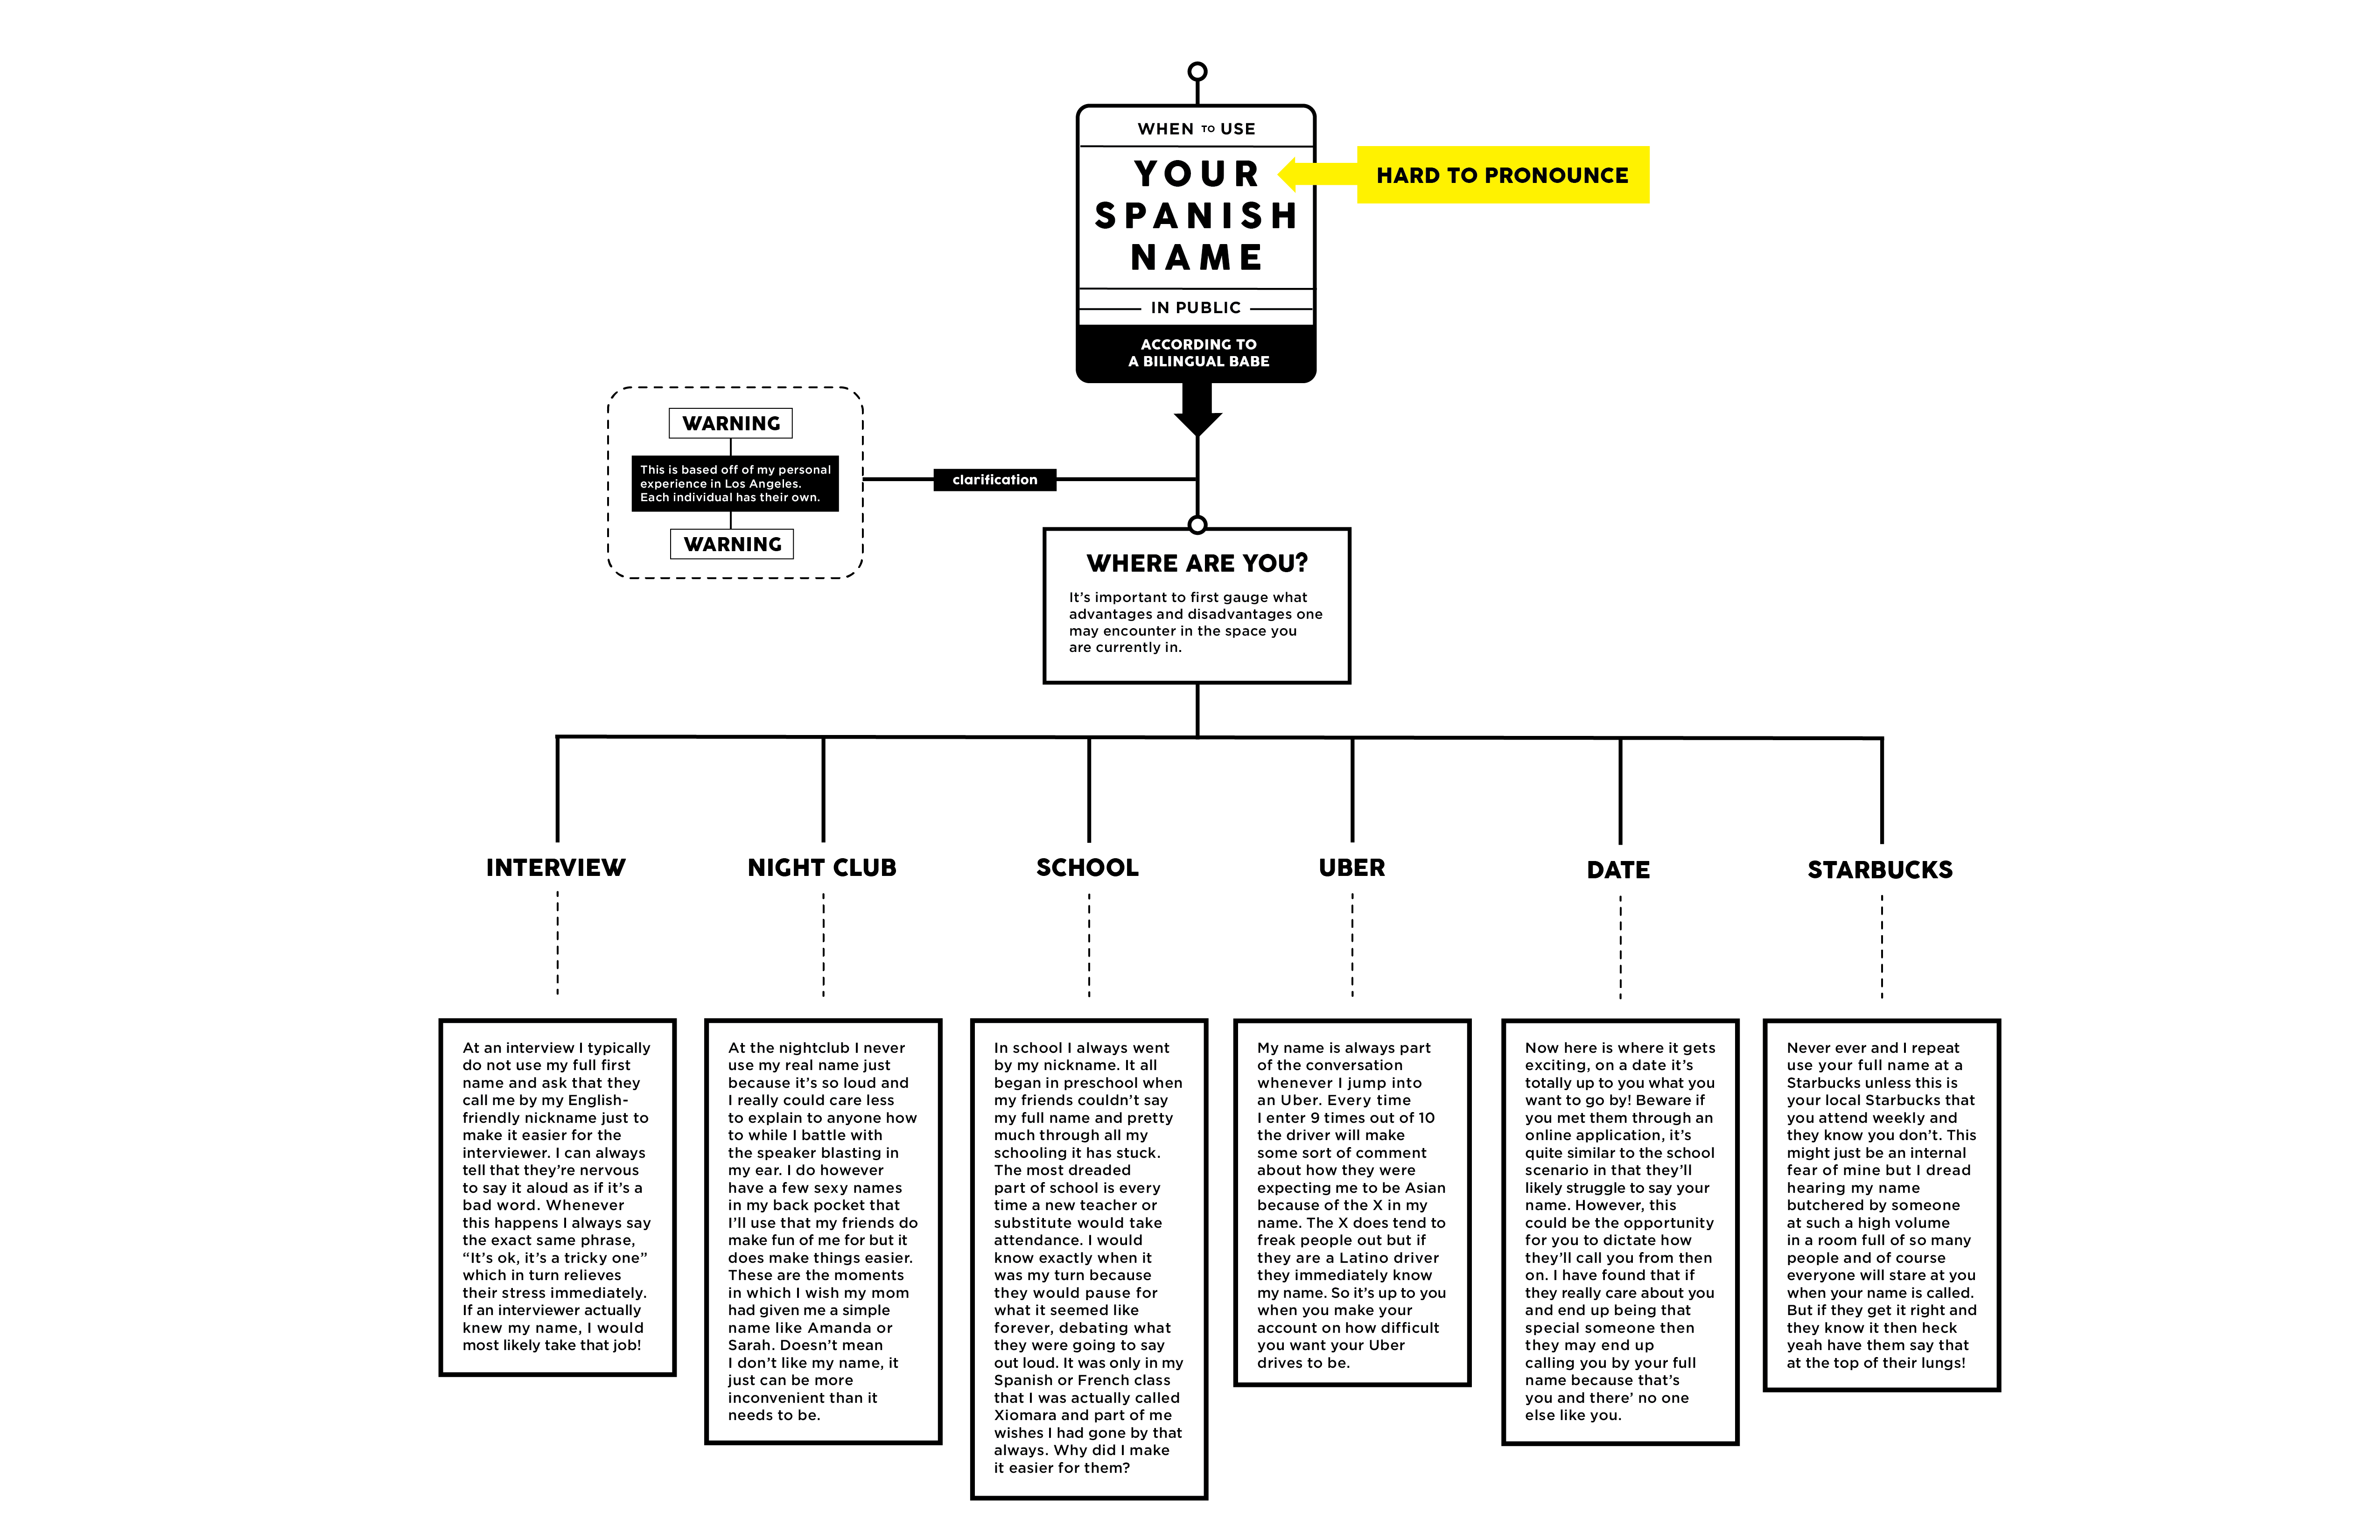 WHEN TO USE
YOUR
SPANISH
NAME
IN PUBLIC
ACCORDING TO
A BILINGUAL BABE
HARD TO PRONOUNCE
WARNING
This is based off of my personal
experience in Los Angeles.
Each individual has their own.
WARNING
clarification
WHERE ARE YOU?
It's important to first gauge what
advantages and disadvantages one
may encounter in the space you
are currently in.
INTERVIEW
At an interview I typically
do not use my full first
name and ask that they
call me by my English-
friendly nickname just to
make it easier for the
interviewer. I can always
tell that they're nervous
to say it aloud as if it's a
bad word. Whenever
this happens I always say
the exact same phrase,
“It's ok, it's a tricky one”
which in turn relieves
their stress immediately.
If an interviewer actually
knew my name, I would
most likely take that job!
NIGHT CLUB
At the nightclub I never
use my real name just
because it's so loud and
I really could care less
to explain to anyone how
to while I battle with
the speaker blasting in
my ear. I do however
have a few sexy names
in my back pocket that
I'll use that my friends do
make fun of me for but it
does make things easier.
These are the moments
in which I wish my mom
had given me a simple
name like Amanda or
Sarah. Doesn't mean
I don't like my name, it
just can be more
inconvenient than it
needs to be.
SCHOOL
In school I always went
by my nickname. It all
began in preschool when
my friends couldn't say
my full name and pretty
much through all my
schooling it has stuck.
The most dreaded
part of school is every
time a new teacher or
substitute would take
attendance. I would
know exactly when it
was my turn because
they would pause for
what it seemed like
forever, debating what
they were going to say
out loud. It was only in my
Spanish or French class
that I was actually called
Xiomara and part of me
wishes I had gone by that
always. Why did I make
it easier for them?
UBER
My name is always part
of the conversation
whenever I jump into
an Uber. Every time
I enter 9 times out of 10
the driver will make
some sort of comment
about how they were
expecting me to be Asian
because of the X in my
name. The X does tend to
freak people out but if
they are a Latino driver
they immediately know
my name. So it's up to you
when you make your
account on how difficult
you want your Uber
drives to be.
DATE
Now here is where it gets
exciting, on a date it's
totally up to you what you
want to go by! Beware if
you met them through an
online application, it's
quite similar to the school
scenario in that they'll
likely struggle to say your
name. However, this
could be the opportunity
for you to dictate how
they'll call you from then
on. I have found that if
they really care about you
and end up being that
special someone then
they may end up
calling you by your full
name because that's
you and there' no one
else like you.
STARBUCKS
Never ever and I repeat
use your full name at a
Starbucks unless this is
your local Starbucks that
you attend weekly and
they know you don't. This
might just be an internal
fear of mine but I dread
hearing my name
butchered by someone
at such a high volume
in a room full of so many
people and of course
everyone will stare at you
when your name is called.
But if they get it right and
they know it then heck
yeah have them say that
at the top of their lungs!